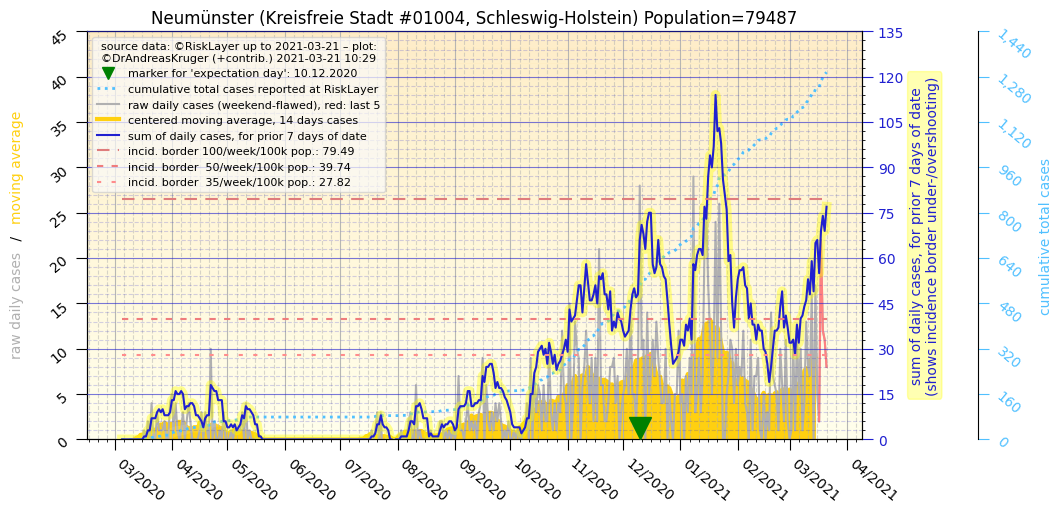 Neumünster (Kreisfreie Stadt #01004, Schleswig-Holstein) Population=79487
source data: ©RiskLayer up to 2021-03-21 – plot:
©DrAndreasKruger (+contrib.) 2021-03-21 10:29
marker for 'expectation day': 10.12.2020
cumulative total cases reported at RiskLayer
raw daily cases (weekend-flawed), red: last 5
centered moving average, 14 days cases
sum of daily cases, for prior 7 days of date
incid. border 100/week/100k pop.: 79.49
incid. border  50/week/100k pop.: 39.74
incid. border  35/week/100k pop.: 27.82
raw daily cases / moving average
45
40
35
30
25
20
15
10
5
0
03/2020
04/2020
05/2020
06/2020
07/2020
08/2020
09/2020
10/2020
11/2020
12/2020
01/2021
02/2021
03/2021
04/2021
135
120
105
90
75
60
45
30
15
0
sum of daily cases, for prior 7 days of date
(shows incidence border under-/overshooting)
1,440
1,280
1,120
960
800
640
480
320
160
0
cumulative total cases